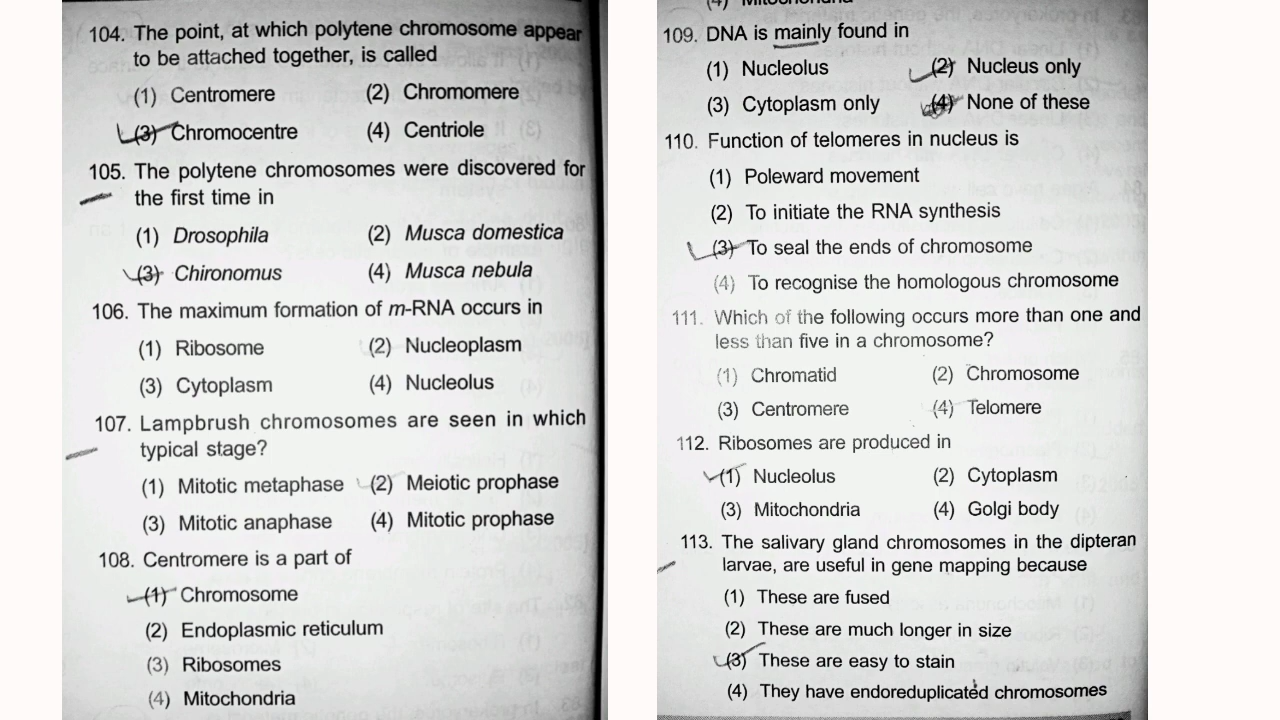 104. The point, at which polytene chromosome appear
to be attached together, is called
(1) Centromere (2) Chromomere
(3) Chromocentre (4) Centriole
105. The polytene chromosomes were discovered for
the first time in
(1) Drosophila (2) Musca domestica
(3) Chironomus (4) Musca nebula
106. The maximum formation of m-RNA occurs in
(1) Ribosome (2) Nucleoplasm
(3) Cytoplasm (4) Nucleolus
107. Lampbrush chromosomes are seen in which
typical stage?
(1) Mitotic metaphase (2) Meiotic prophase
(3) Mitotic anaphase (4) Mitotic prophase
108. Centromere is a part of
(1) Chromosome
(2) Endoplasmic reticulum
(3) Ribosomes
(4) Mitochondria
(4) Mitochondria
109. DNA is mainly found in
(1) Nucleolus (2) Nucleus only
(3) Cytoplasm only (4) None of these
110. Function of telomeres in nucleus is
(1) Poleward movement
(2) To initiate the RNA synthesis
(3) To seal the ends of chromosome
(4) To recognise the homologous chromosome
111. Which of the following occurs more than one and
less than five in a chromosome?
(1) Chromatid (2) Chromosome
(3) Centromere (4) Telomere
112. Ribosomes are produced in
(1) Nucleolus (2) Cytoplasm
(3) Mitochondria (4) Golgi body
113. The salivary gland chromosomes in the dipteran
larvae, are useful in gene mapping because
(1) These are fused
(2) These are much longer in size
(3) These are easy to stain
(4) They have endoreduplicated chromosomes